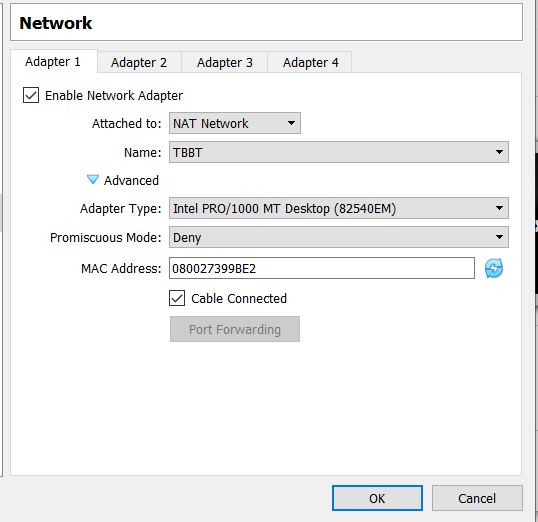 Network
Adapter 1 Adapter 2 Adapter 3 Adapter 4
Enable Network Adapter
Attached to: NAT Network
Name: TBBT
Advanced
Adapter Type: Intel PRO/1000 MT Desktop (82540EM)
Promiscuous Mode: Deny
MAC Address: 080027399BE2
Cable Connected
Port Forwarding
OK Cancel